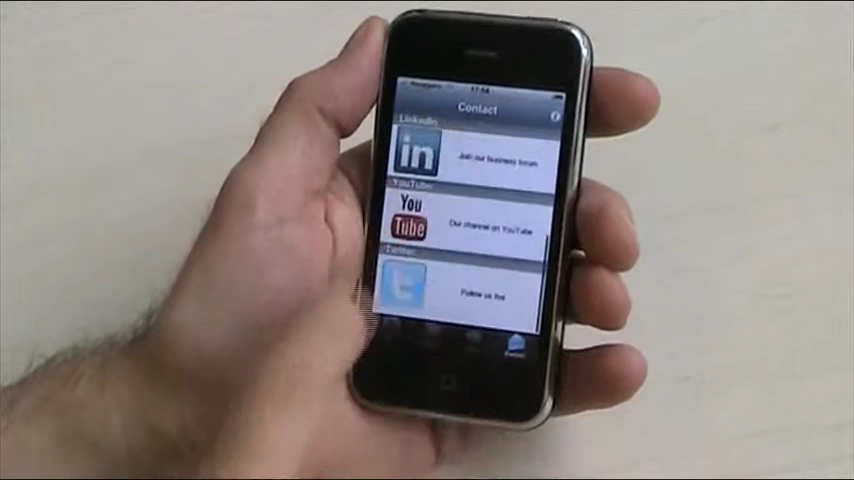 Contact
LinkedIn
in
Join our business forum
YouTube
You
Tube
Our channel on YouTube
Twitter
t
Follow us live